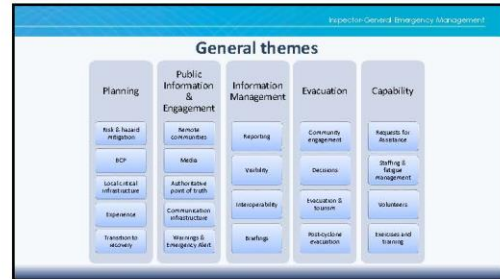 Inspector-General Emergency Management
General themes
Planning
Risk & hazard
mitigation
BCP
Local critical
infrastructure
Experience
Transition to
recovery
Public
Information
&
Engagement
Remote
communities
Media
Authoritative
point of truth
Communication
infrastructure
Warnings &
Emergency Alert
Information
Management
Reporting
Visibility
Interoperability
Briefings
Evacuation
Community
engagement
Decisions
Evacuation &
tourism
Post-cyclone
evacuation
Capability
Requests for
Assistance
Staffing &
fatigue
management
Volunteers
Exercises and
training